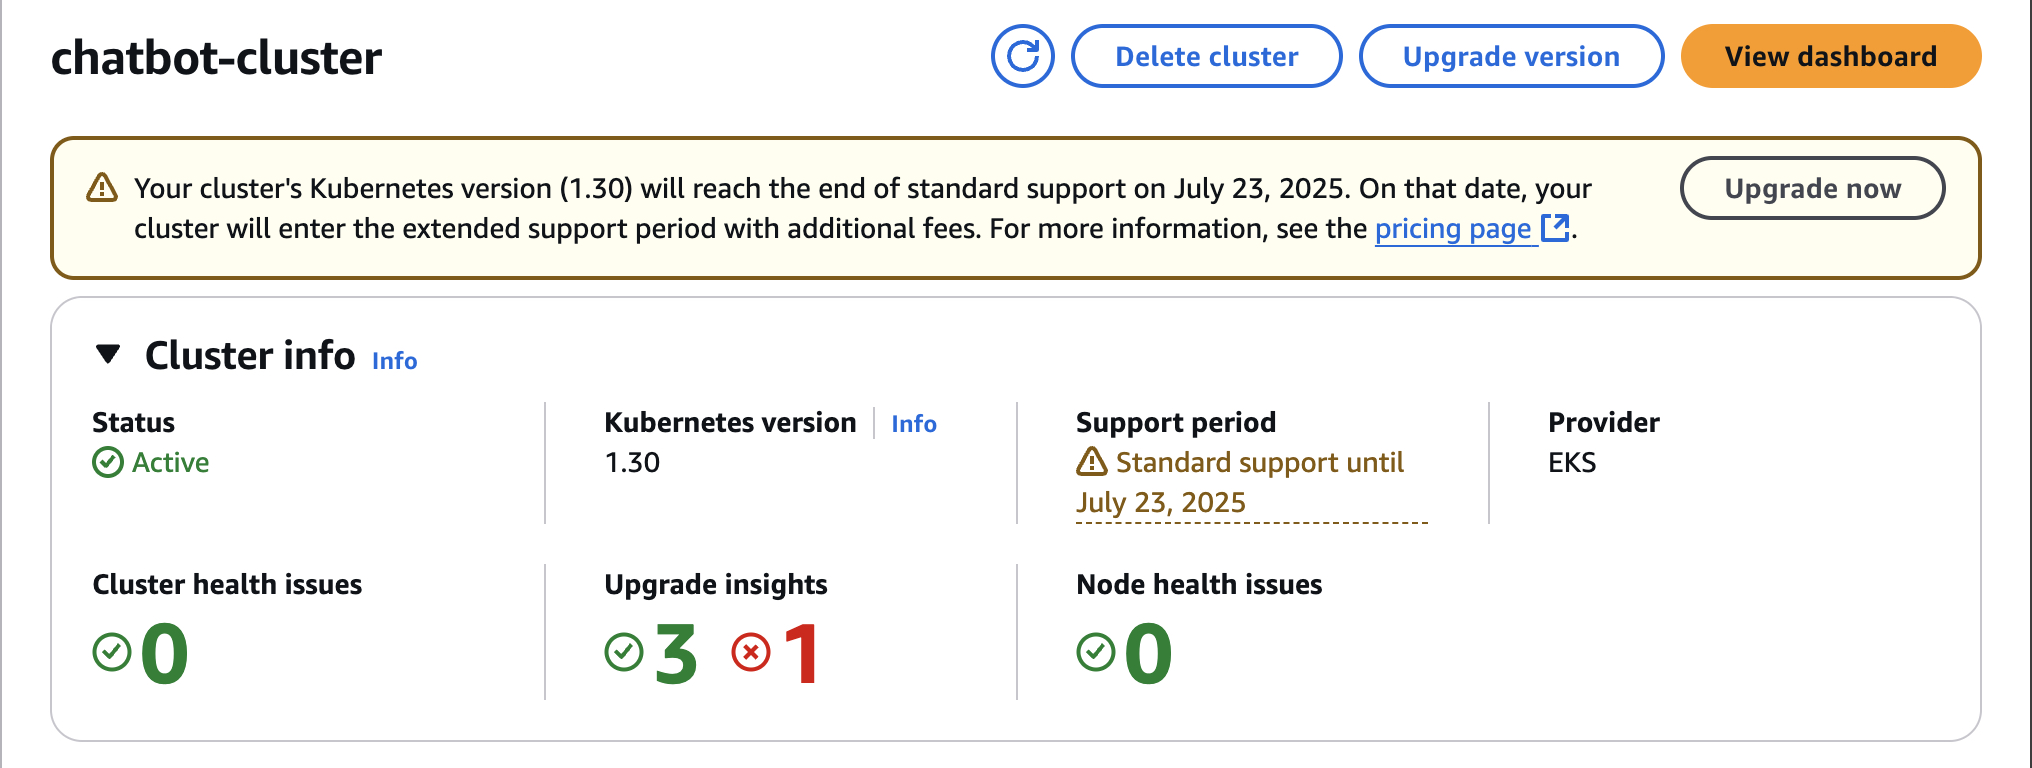 chatbot-cluster
Delete cluster
Upgrade version
View dashboard
Your cluster's Kubernetes version (1.30) will reach the end of standard support on July 23, 2025. On that date, your
cluster will enter the extended support period with additional fees. For more information, see the pricing page.
Upgrade now
Cluster info Info
Status
Active
Kubernetes version Info
1.30
Support period
Standard support until
July 23, 2025
Provider
EKS
Cluster health issues
0
Upgrade insights
3 1
Node health issues
0